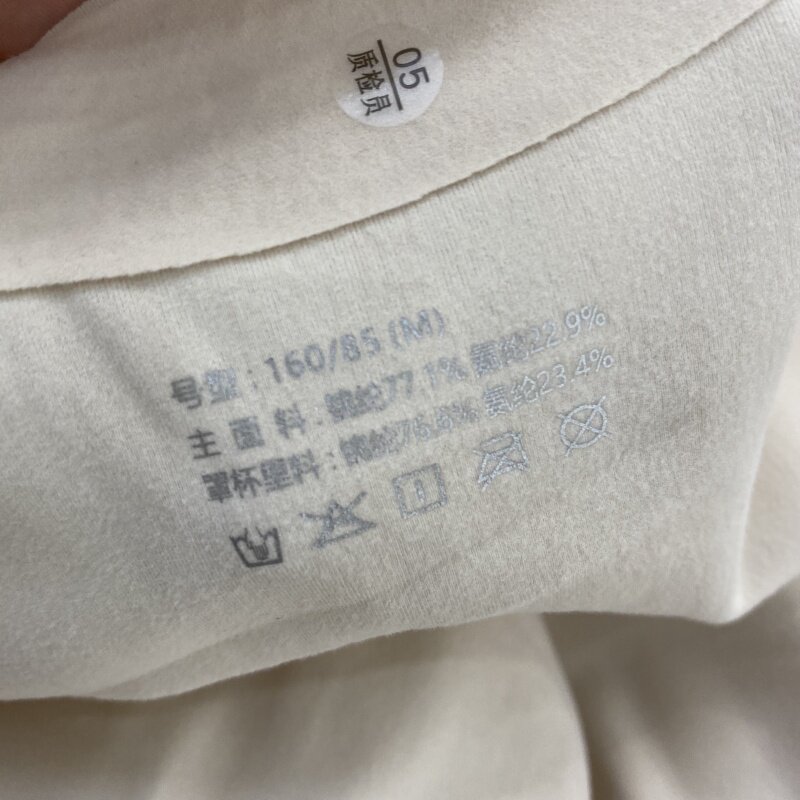 05
质检员
号型：160/85 (M)
主面料：锦纶77.1% 氨纶22.9%
罩杯里料：锦纶76.6% 氨纶23.4%